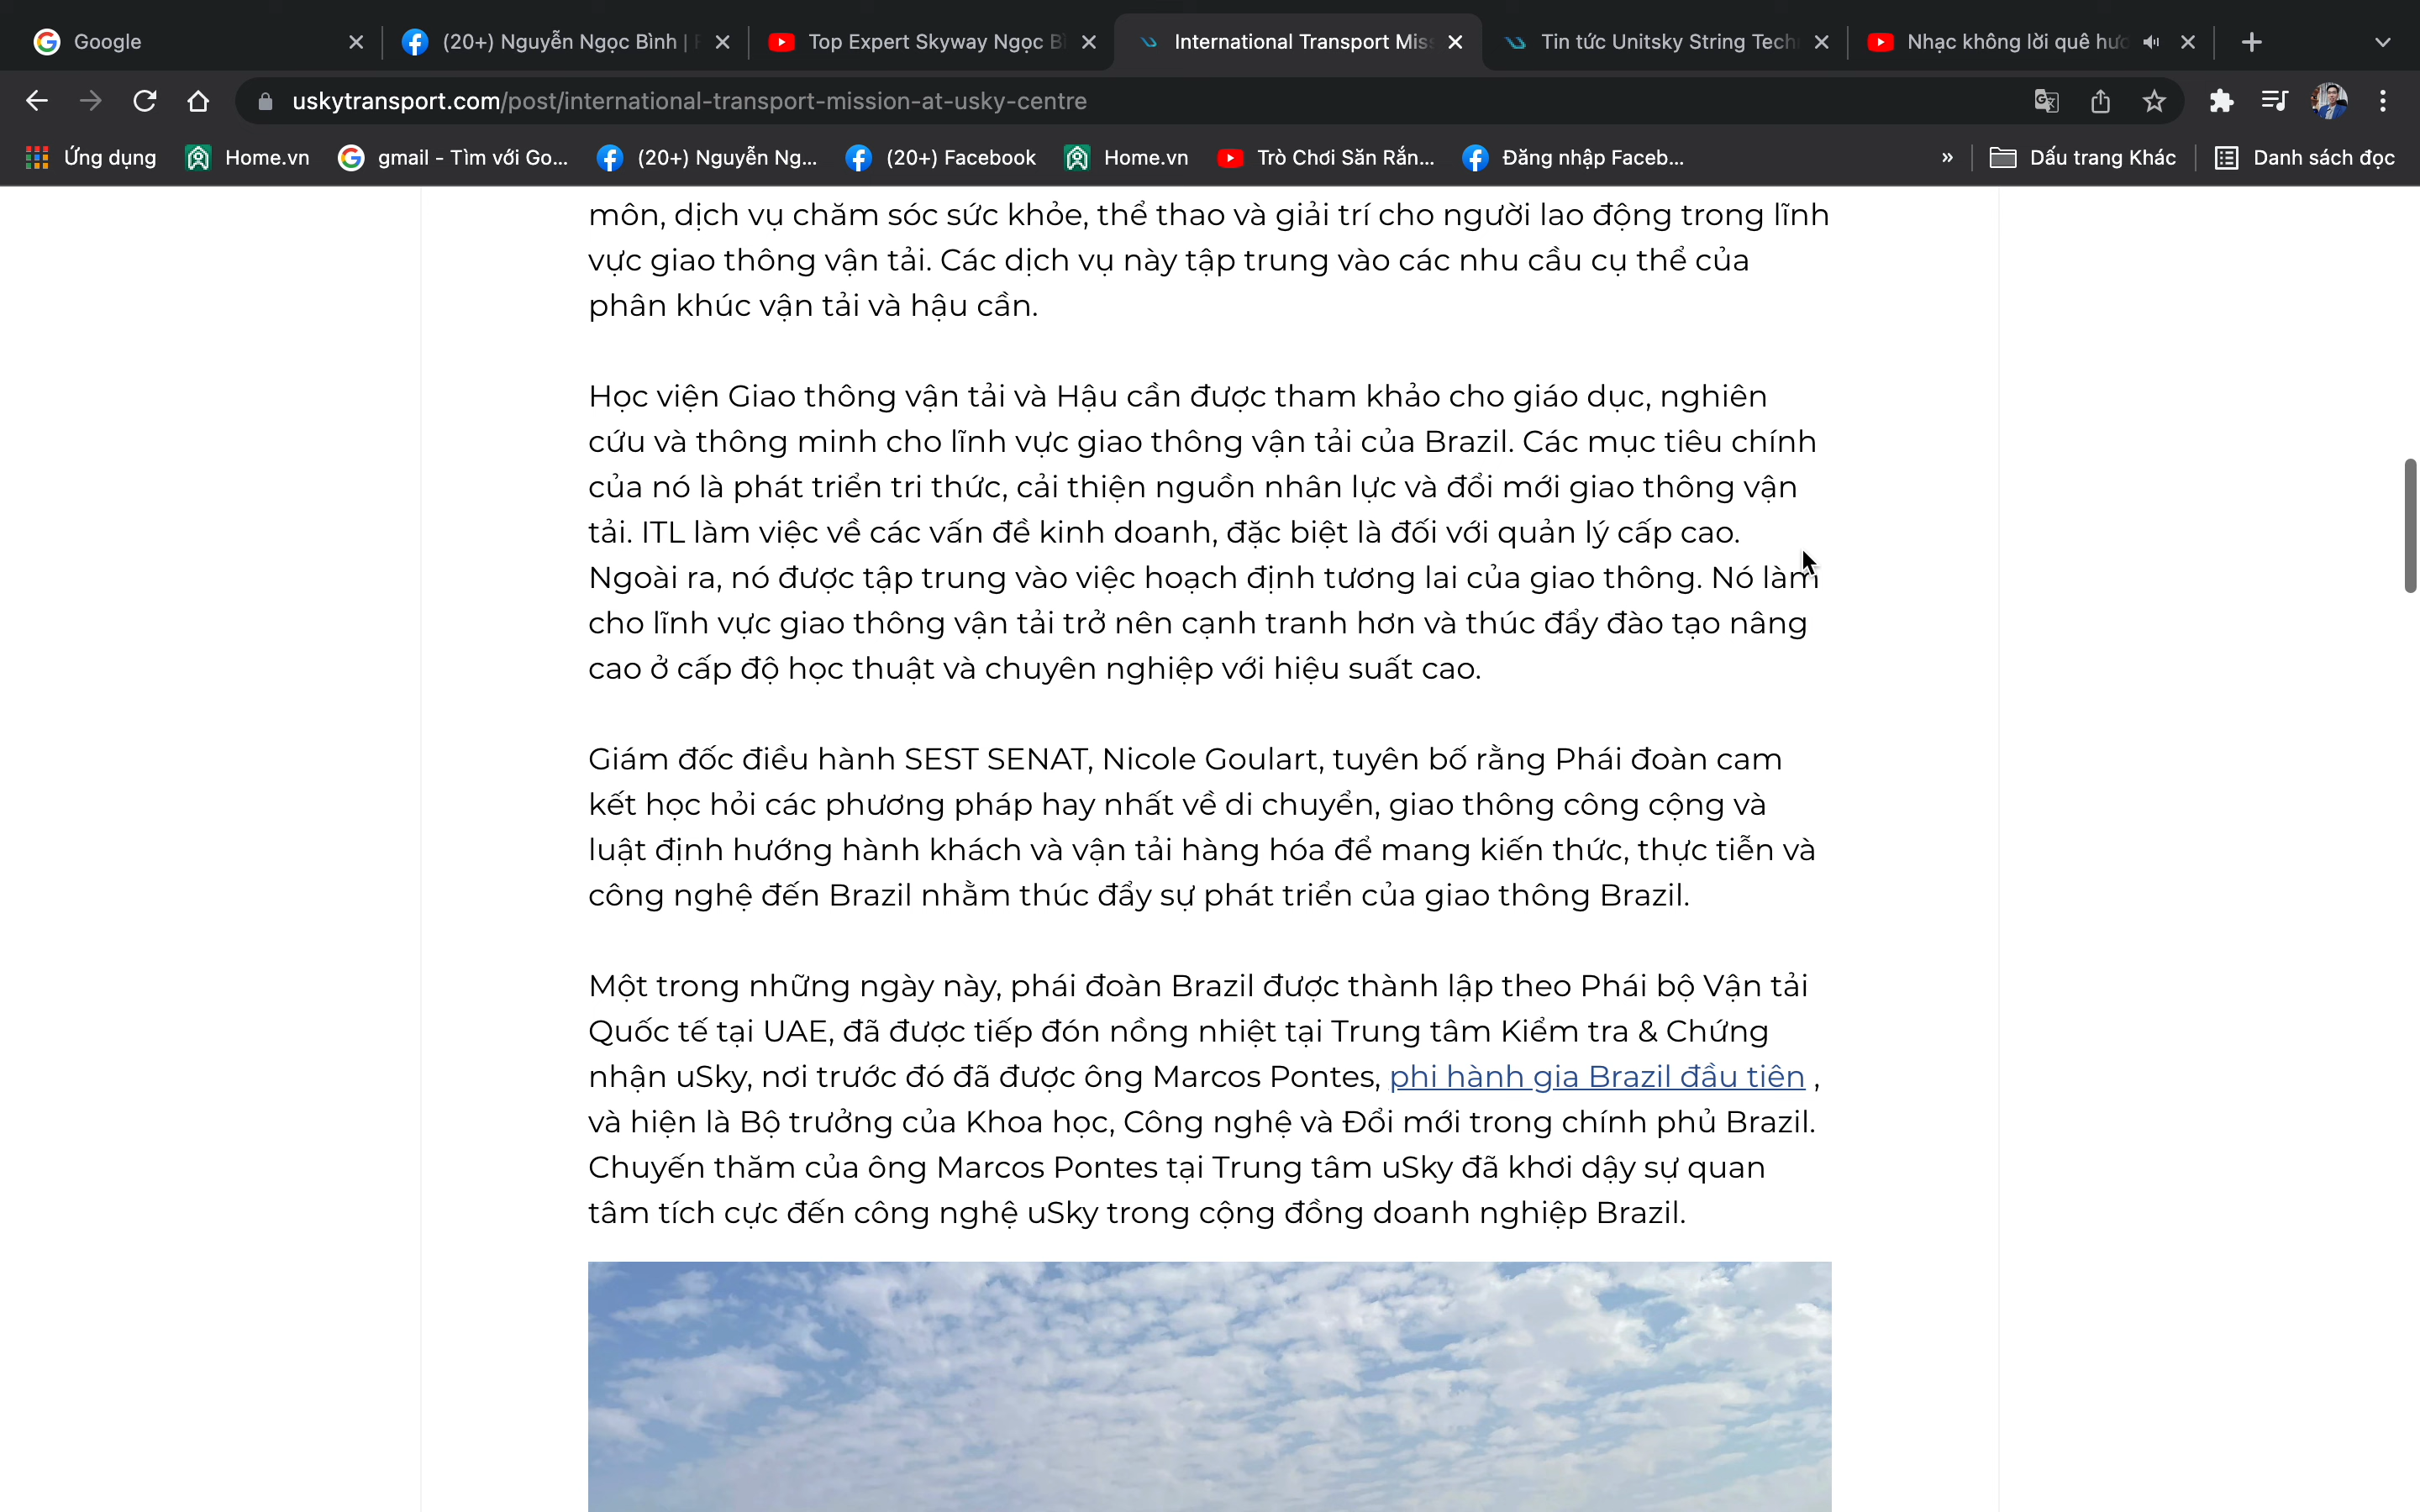 Google
(20+) Nguyễn Ngọc Bình |
Top Expert Skyway Ngọc B
International Transport Mis
Tin tức Unitsky String Tech
Nhạc không lời quê hươ
uskytransport.com/post/international-transport-mission-at-usky-centre
Ứng dụng
Home.vn
gmail - Tìm với Go...
(20+) Nguyễn Ng...
(20+) Facebook
Home.vn
Trò Chơi Săn Rắn...
Đăng nhập Faceb...
»
Dấu trang Khác
Danh sách đọc
môn, dịch vụ chăm sóc sức khỏe, thể thao và giải trí cho người lao động trong lĩnh
vực giao thông vận tải. Các dịch vụ này tập trung vào các nhu cầu cụ thể của
phân khúc vận tải và hậu cần.
Học viện Giao thông vận tải và Hậu cần được tham khảo cho giáo dục, nghiên
cứu và thông minh cho lĩnh vực giao thông vận tải của Brazil. Các mục tiêu chính
của nó là phát triển tri thức, cải thiện nguồn nhân lực và đổi mới giao thông vận
tải. ITL làm việc về các vấn đề kinh doanh, đặc biệt là đối với quản lý cấp cao.
Ngoài ra, nó được tập trung vào việc hoạch định tương lai của giao thông. Nó làm
cho lĩnh vực giao thông vận tải trở nên cạnh tranh hơn và thúc đẩy đào tạo nâng
cao ở cấp độ học thuật và chuyên nghiệp với hiệu suất cao.
Giám đốc điều hành SEST SENAT, Nicole Goulart, tuyên bố rằng Phái đoàn cam
kết học hỏi các phương pháp hay nhất về di chuyển, giao thông công cộng và
luật định hướng hành khách và vận tải hàng hóa để mang kiến thức, thực tiễn và
công nghệ đến Brazil nhằm thúc đẩy sự phát triển của giao thông Brazil.
Một trong những ngày này, phái đoàn Brazil được thành lập theo Phái bộ Vận tải
Quốc tế tại UAE, đã được tiếp đón nồng nhiệt tại Trung tâm Kiểm tra & Chứng
nhận uSky, nơi trước đó đã được ông Marcos Pontes, phi hành gia Brazil đầu tiên ,
và hiện là Bộ trưởng của Khoa học, Công nghệ và Đổi mới trong chính phủ Brazil.
Chuyến thăm của ông Marcos Pontes tại Trung tâm uSky đã khơi dậy sự quan
tâm tích cực đến công nghệ uSky trong cộng đồng doanh nghiệp Brazil.